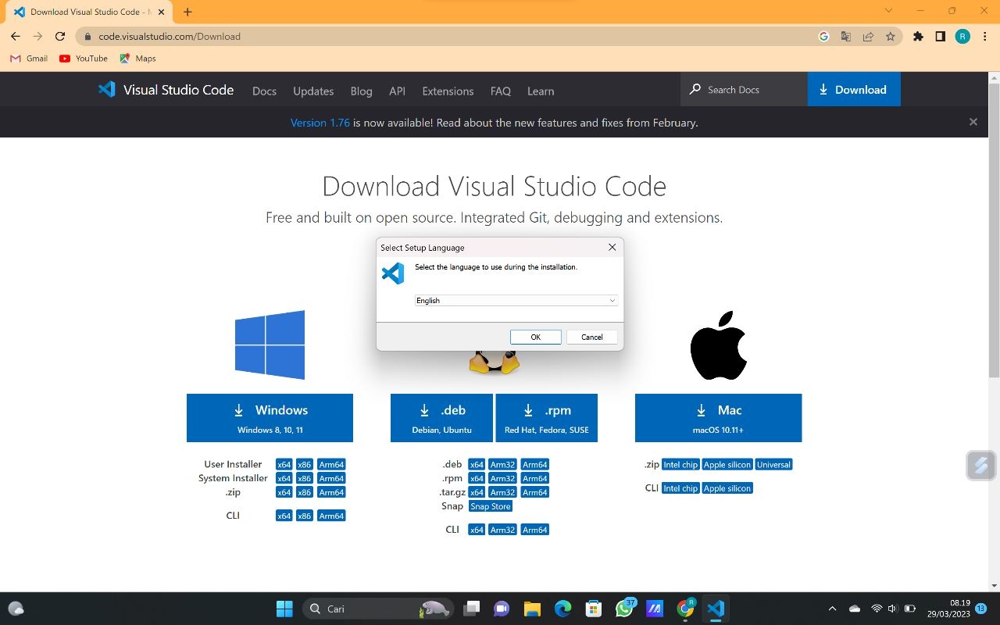 Download Visual Studio Code - M
code.visualstudio.com/Download
R
Gmail YouTube Maps
Visual Studio Code Docs Updates Blog API Extensions FAQ Learn Search Docs Download
Version 1.76 is now available! Read about the new features and fixes from February.
Download Visual Studio Code
Free and built on open source. Integrated Git, debugging and extensions.
Select Setup Language
Select the language to use during the installation.
English
OK Cancel
Windows
Windows 8, 10, 11
User Installer x64 x86 Arm64
System Installer x64 x86 Arm64
.zip x64 x86 Arm64
CLI x64 x86 Arm64
.deb
Debian, Ubuntu
.rpm
Red Hat, Fedora, SUSE
.deb x64 Arm32 Arm64
.rpm x64 Arm32 Arm64
.tar.gz x64 Arm32 Arm64
Snap Snap Store
CLI x64 Arm32 Arm64
Mac
macOS 10.11+
.zip Intel chip Apple silicon Universal
CLI Intel chip Apple silicon
Cari
37
R
08.19
29/03/2023
13